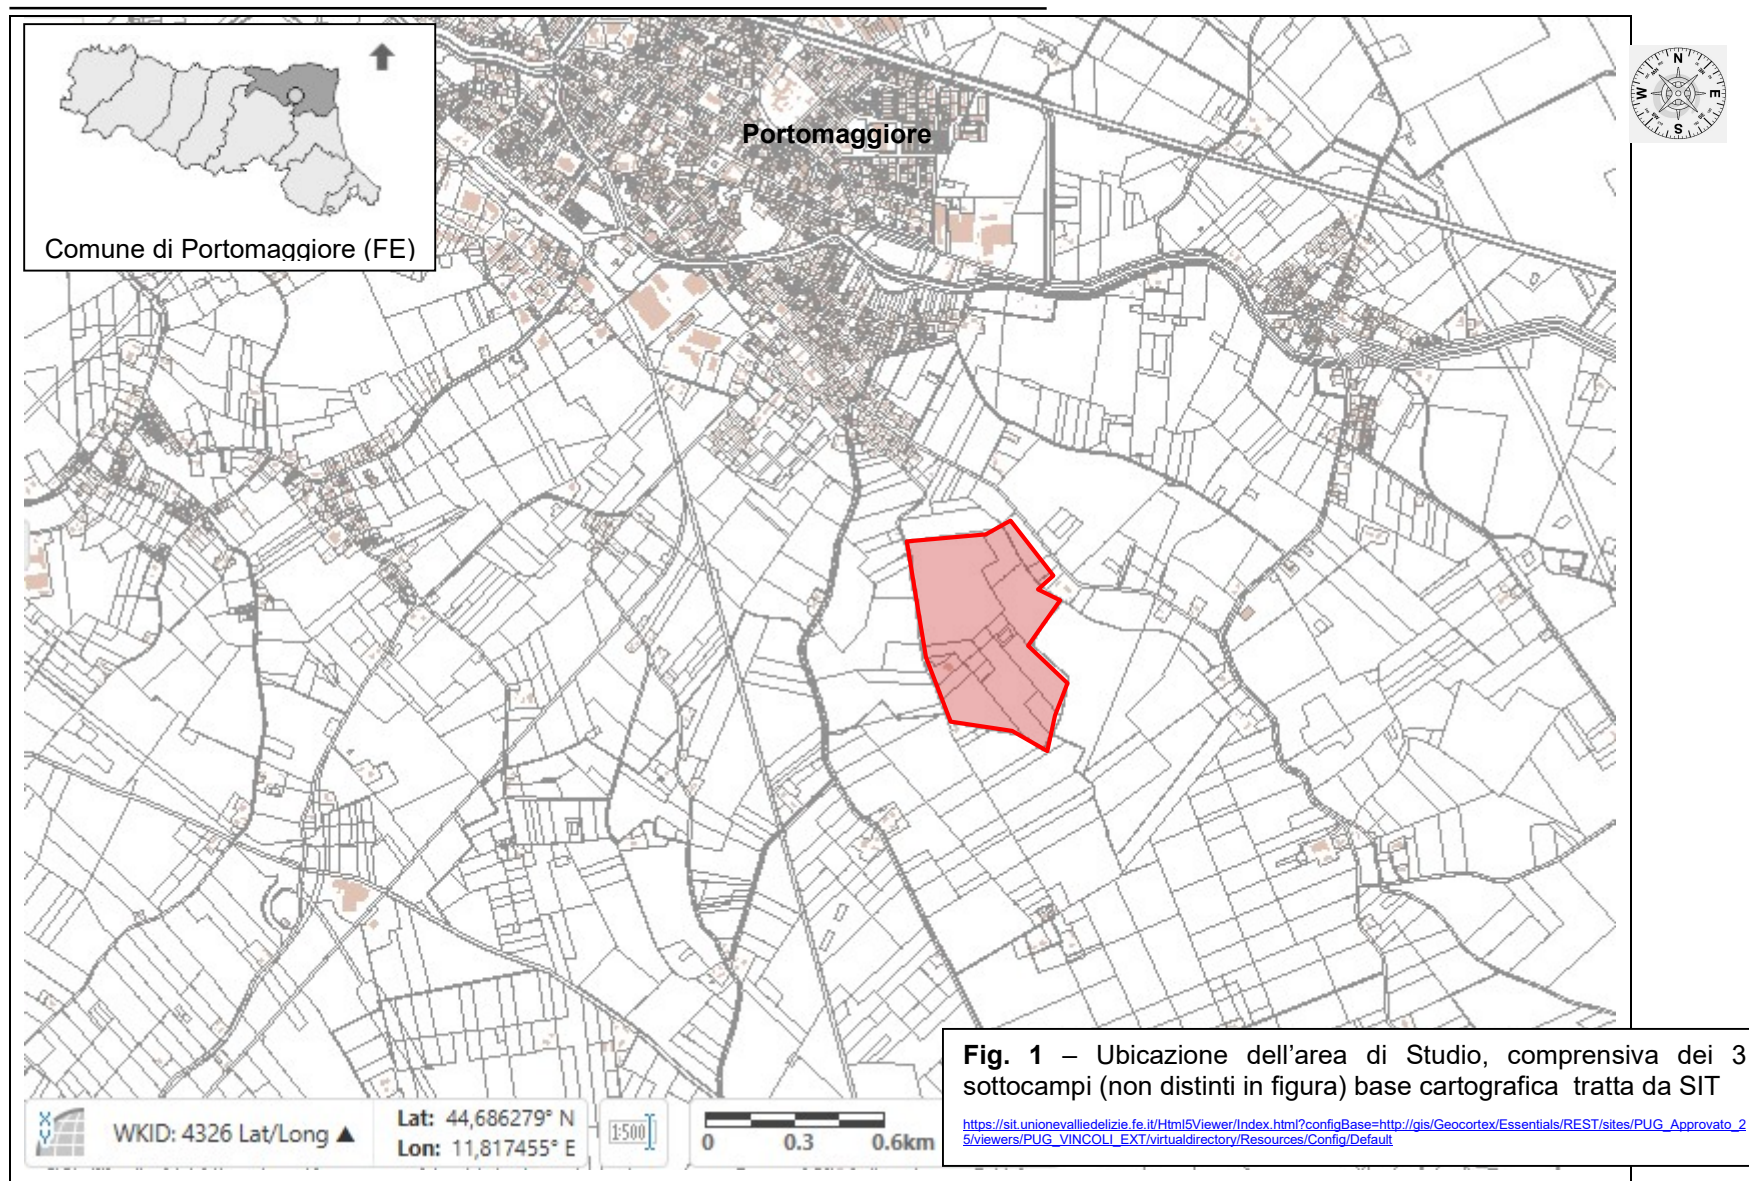 Comune di Portomaggiore (FE)
Portomaggiore
N
W
E
S
WKID: 4326 Lat/Long ▲
Lat: 44,686279° N
Lon: 11,817455° E
1:500
0 0.3 0.6km
Fig. 1 – Ubicazione dell'area di Studio, comprensiva dei 3
sottocampi (non distinti in figura) base cartografica tratta da SIT
https://sit.unionevalliedelizie.fe.it/Html5Viewer/Index.html?configBase=http://gis/Geocortex/Essentials/REST/sites/PUG_Approvato_2
5/viewers/PUG_VINCOLI_EXT/virtualdirectory/Resources/Config/Default